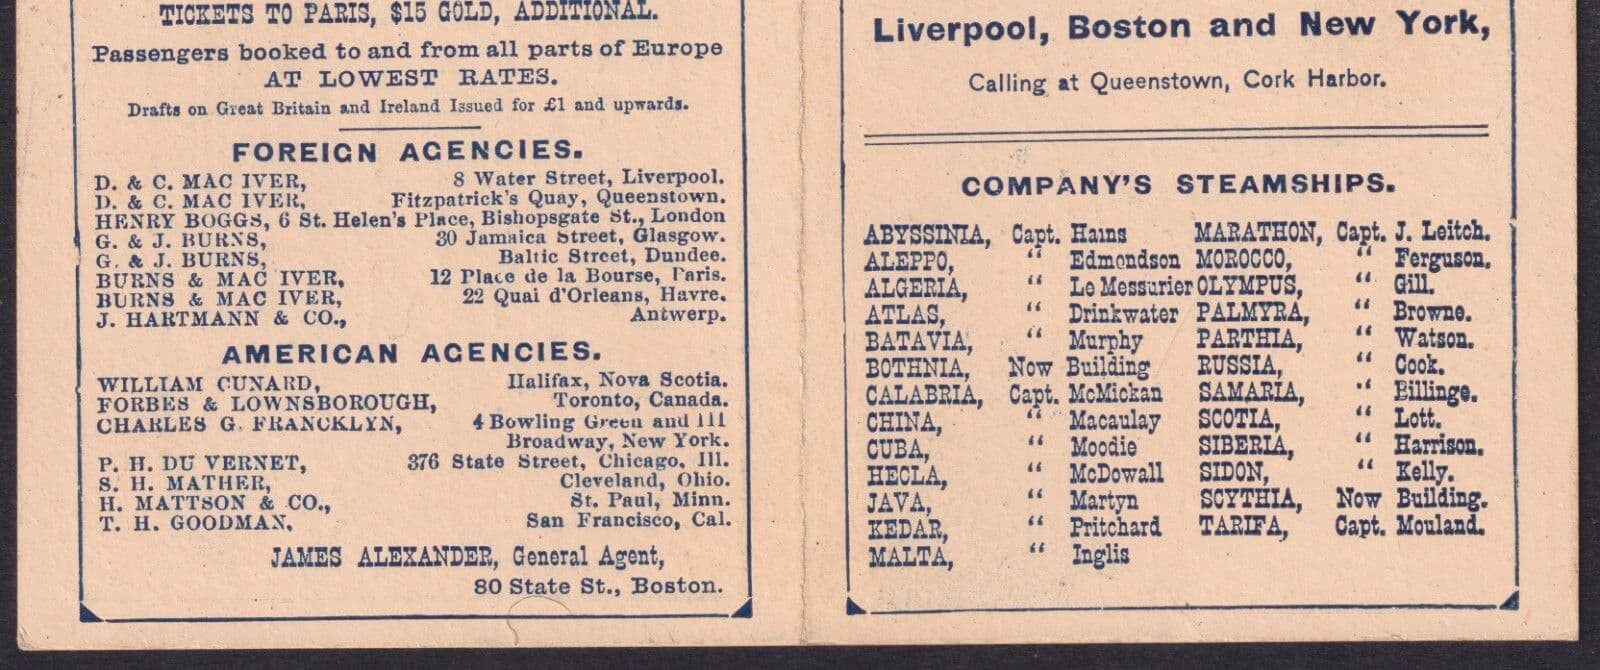 TICKETS TO PARIS, $15 GOLD, ADDITIONAL.
Passengers booked to and from all parts of Europe
AT LOWEST RATES.
Drafts on Great Britain and Ireland Issued for £1 and upwards.
FOREIGN AGENCIES.
D. & C. MAC IVER, 8 Water Street, Liverpool.
D. & C. MAC IVER, Fitzpatrick's Quay, Queenstown.
HENRY BOGGS, 6 St. Helen's Place, Bishopsgate St., London
G. & J. BURNS, 30 Jamaica Street, Glasgow.
G. & J. BURNS, Baltic Street, Dundee.
BURNS & MAC IVER, 12 Place de la Bourse, Paris.
BURNS & MAC IVER, 22 Quai d'Orleans, Havre.
J. HARTMANN & CO., Antwerp.
AMERICAN AGENCIES.
WILLIAM CUNARD, Halifax, Nova Scotia.
FORBES & LOWNSBOROUGH, Toronto, Canada.
CHARLES G. FRANCKLYN, 4 Bowling Green and 111
Broadway, New York.
P. H. DU VERNET, 376 State Street, Chicago, Ill.
S. H. MATHER, Cleveland, Ohio.
H. MATTSON & CO., St. Paul, Minn.
T. H. GOODMAN, San Francisco, Cal.
JAMES ALEXANDER, General Agent,
80 State St., Boston.
Liverpool, Boston and New York,
Calling at Queenstown, Cork Harbor.
COMPANY'S STEAMSHIPS.
ABYSSINIA, Capt. Hains MARATHON, Capt. J. Leitch.
ALEPPO, " Edmondson MOROCCO, " Ferguson.
ALGERIA, " Le Messurier OLYMPUS, " Gill.
ATLAS, " Drinkwater PALMYRA, " Browne.
BATAVIA, " Murphy PARTHIA, " Watson.
BOTHNIA, Now Building RUSSIA, " Cook.
CALABRIA, Capt. McMickan SAMARIA, " Billinge.
CHINA, " Macaulay SCOTIA, " Lott.
CUBA, " Moodie SIBERIA, " Harrison.
HECLA, " McDowall SIDON, " Kelly.
JAVA, " Martyn SCYTHIA, Now Building.
KEDAR, " Pritchard TARIFA, Capt. Mouland.
MALTA, " Inglis